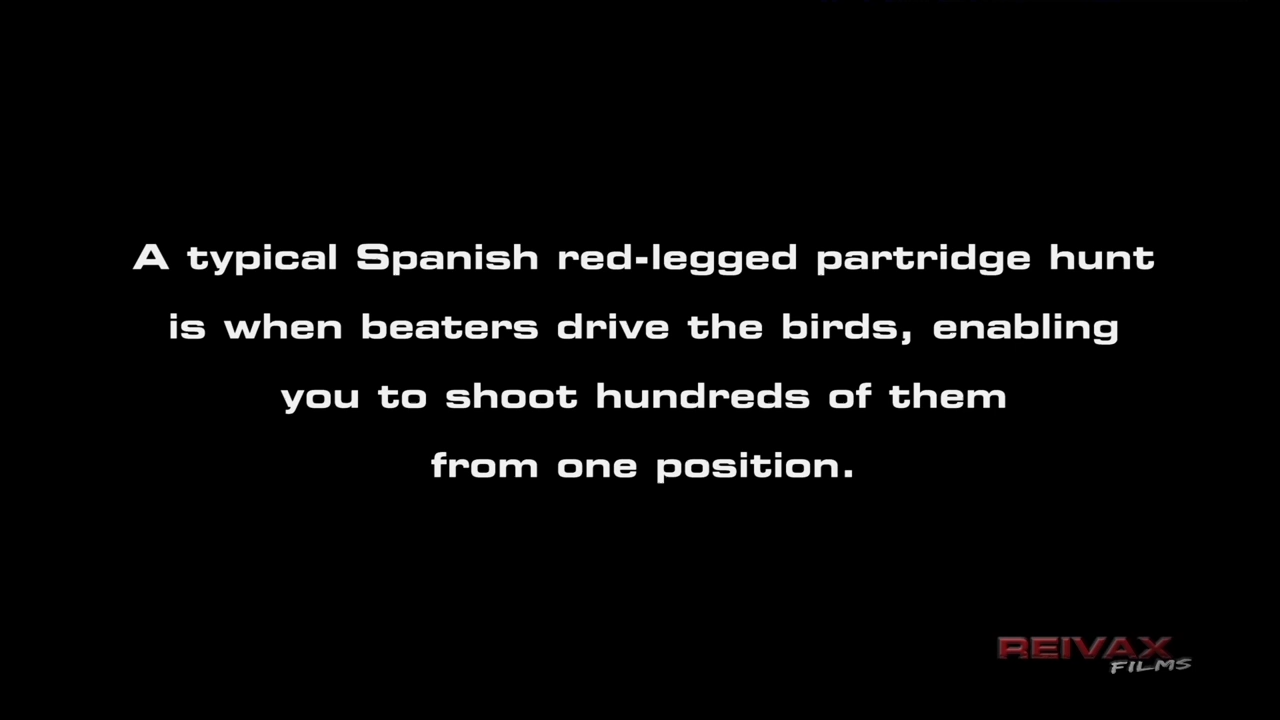 A typical Spanish red-legged partridge hunt
is when beaters drive the birds, enabling
you to shoot hundreds of them
from one position.
REIVAX
FILMS